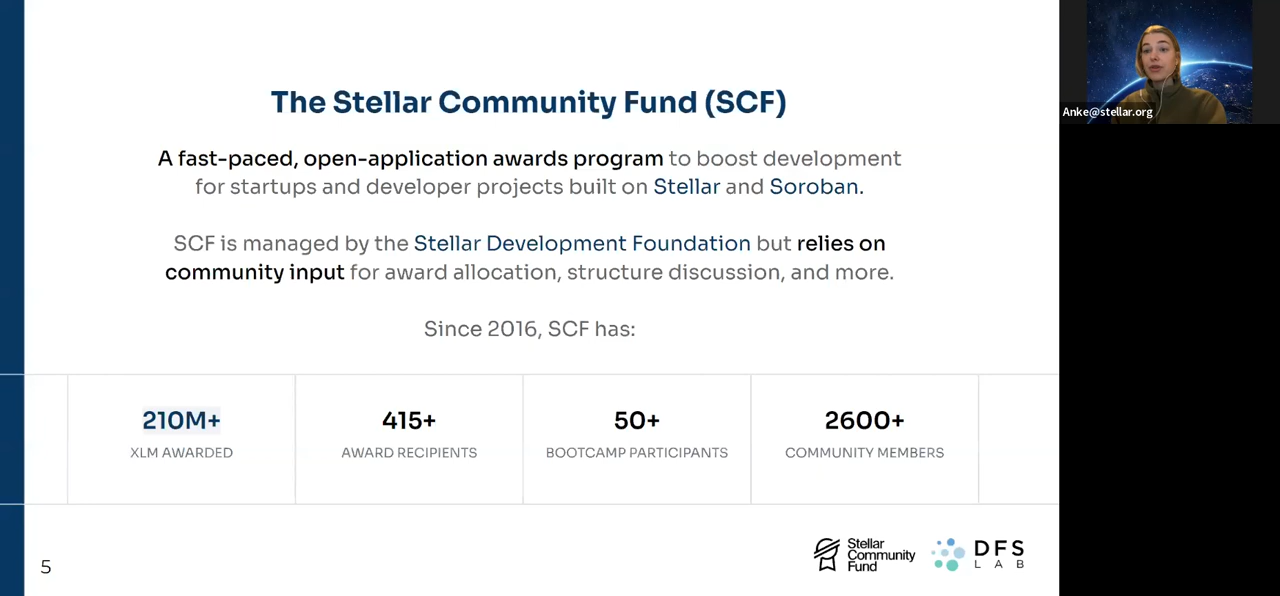 The Stellar Community Fund (SCF)
A fast-paced, open-application awards program to boost development
for startups and developer projects built on Stellar and Soroban.
SCF is managed by the Stellar Development Foundation but relies on
community input for award allocation, structure discussion, and more.
Since 2016, SCF has:
210M+
XLM AWARDED
415+
AWARD RECIPIENTS
50+
BOOTCAMP PARTICIPANTS
2600+
COMMUNITY MEMBERS
5
Stellar
Community
Fund
DFS
LAB
Anke@stellar.org